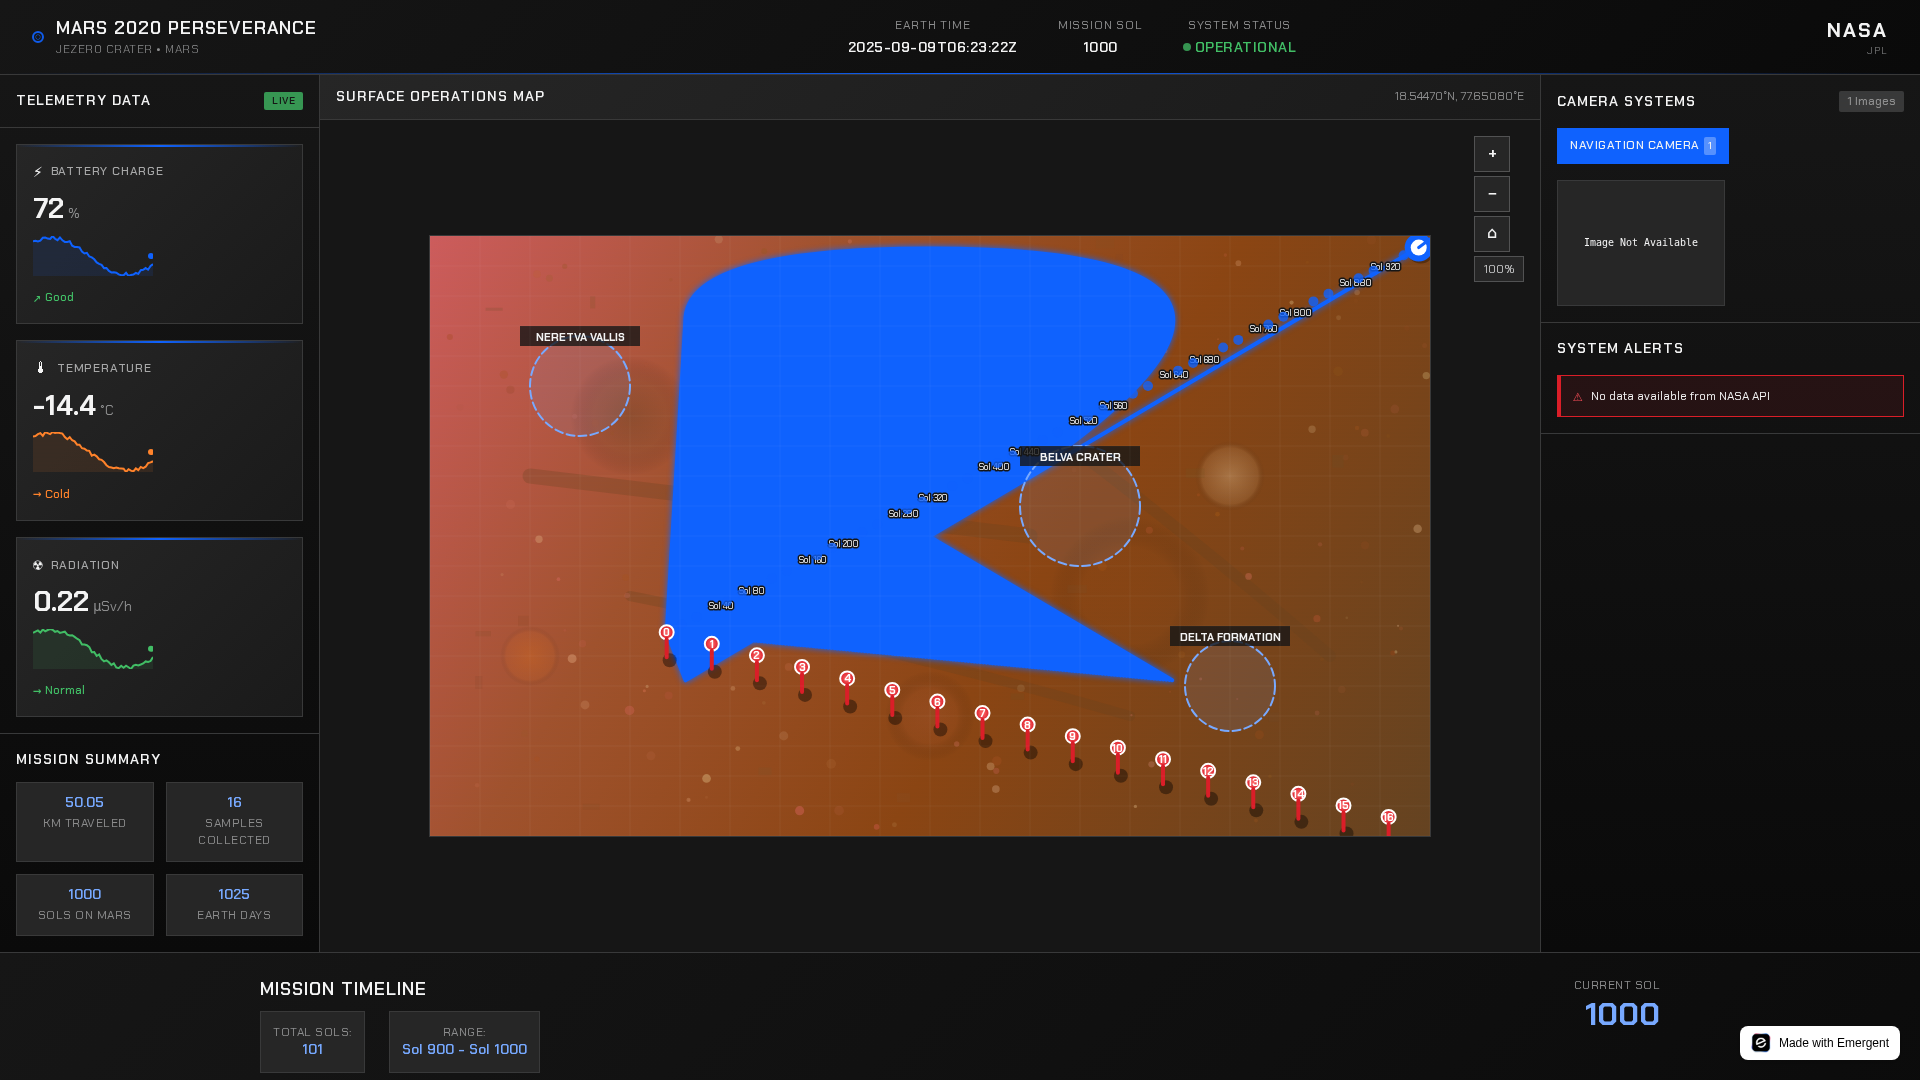 MARS 2020 PERSEVERANCE
JEZERO CRATER • MARS
EARTH TIME
2025-09-09T06:23:22Z
MISSION SOL
1000
SYSTEM STATUS
OPERATIONAL
NASA
JPL
TELEMETRY DATA
LIVE
BATTERY CHARGE
72 %
↗ Good
TEMPERATURE
-14.4 °C
→ Cold
RADIATION
0.22 μSv/h
→ Normal
MISSION SUMMARY
50.05
KM TRAVELED
16
SAMPLES
COLLECTED
1000
SOLS ON MARS
1025
EARTH DAYS
SURFACE OPERATIONS MAP
18.54470°N, 77.65080°E
+
−
⌂
100%
NERETVA VALLIS
BELVA CRATER
DELTA FORMATION
Sol 920
Sol 880
Sol 800
Sol 760
Sol 680
Sol 640
Sol 560
Sol 520
Sol 440
Sol 400
Sol 320
Sol 280
Sol 200
Sol 160
Sol 80
Sol 40
0
1
2
3
4
5
6
7
8
9
10
11
12
13
14
15
16
CAMERA SYSTEMS
1 Images
NAVIGATION CAMERA 1
Image Not Available
SYSTEM ALERTS
⚠ No data available from NASA API
MISSION TIMELINE
TOTAL SOLS:
101
RANGE:
Sol 900 - Sol 1000
CURRENT SOL
1000
Made with Emergent